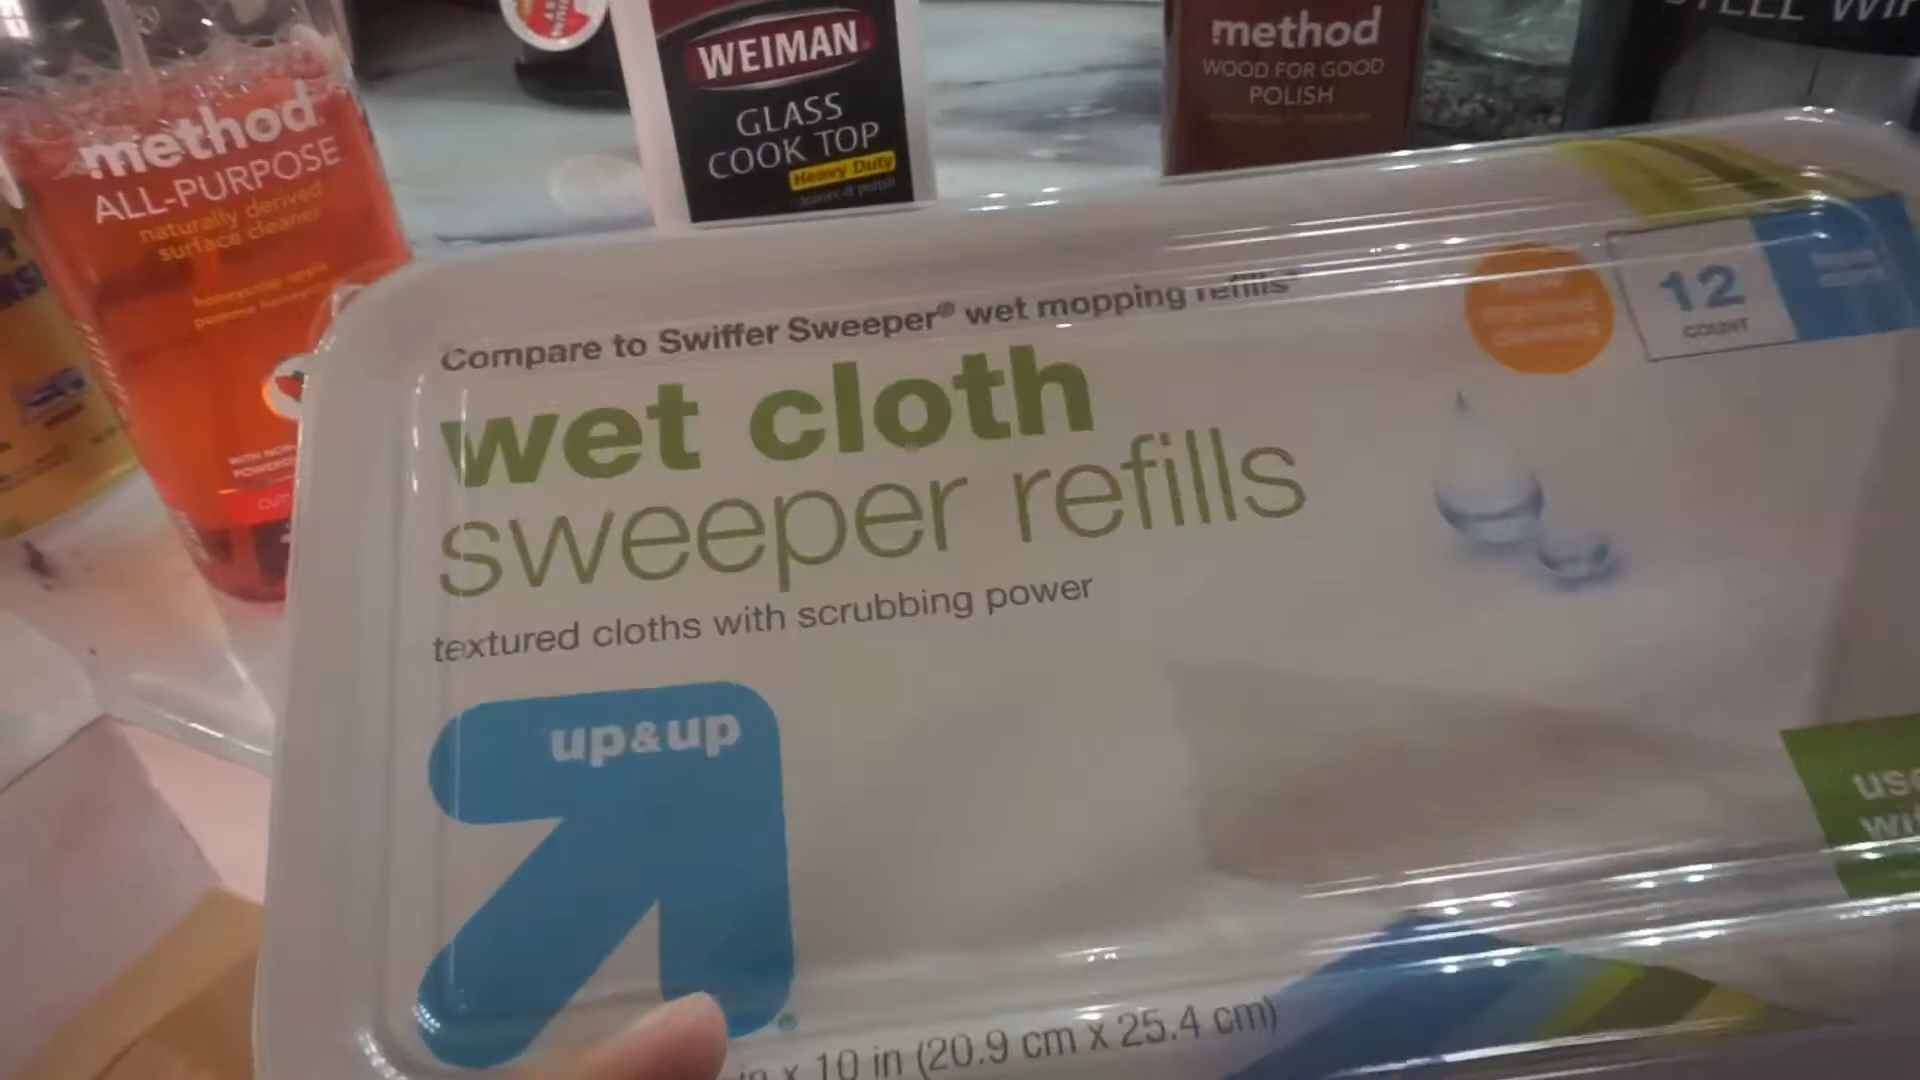 method
ALL-PURPOSE
naturally derived
surface cleaner
WEIMAN
GLASS
COOK TOP
Heavy Duty
method
WOOD FOR GOOD
POLISH
Compare to Swiffer Sweeper® wet mopping refills*
12
COUNT
wet cloth
sweeper refills
textured cloths with scrubbing power
up&up
in x 10 in (20.9 cm x 25.4 cm)